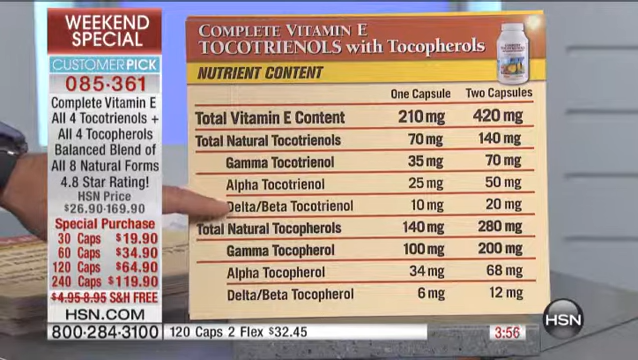 WEEKEND
SPECIAL
CUSTOMER PICK
085-361
Complete Vitamin E
All 4 Tocotrienols +
All 4 Tocopherols
Balanced Blend of
All 8 Natural Forms
4.8 Star Rating!
HSN Price
$26.90-169.90
Special Purchase
30 Caps $19.90
60 Caps $34.90
120 Caps $64.90
240 Caps $119.90
$4.95-8.95 S&H FREE
HSN.COM
800-284-3100
120 Caps 2 Flex $32.45
3:56
HSN
COMPLETE VITAMIN E
TOCOTRIENOLS with Tocopherols
NUTRIENT CONTENT
One Capsule Two Capsules
Total Vitamin E Content 210 mg 420 mg
Total Natural Tocotrienols 70 mg 140 mg
Gamma Tocotrienol 35 mg 70 mg
Alpha Tocotrienol 25 mg 50 mg
Delta/Beta Tocotrienol 10 mg 20 mg
Total Natural Tocopherols 140 mg 280 mg
Gamma Tocopherol 100 mg 200 mg
Alpha Tocopherol 34 mg 68 mg
Delta/Beta Tocopherol 6 mg 12 mg